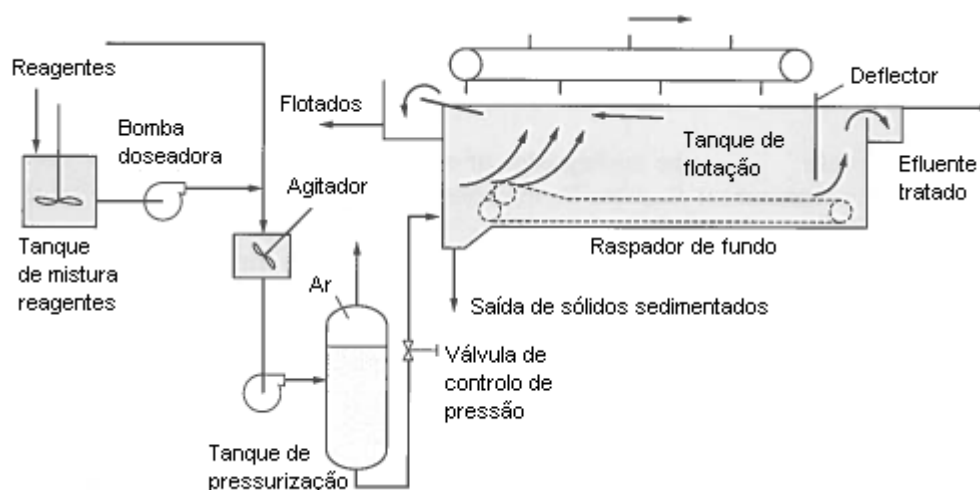 Reagentes
Bomba
doseadora
Tanque
de mistura
reagentes
Agitador
Flotados
Deflector
Tanque de
flotação
Efluente
tratado
Raspador de fundo
Saída de sólidos sedimentados
Ar
Válvula de
controlo de
pressão
Tanque de
pressurização